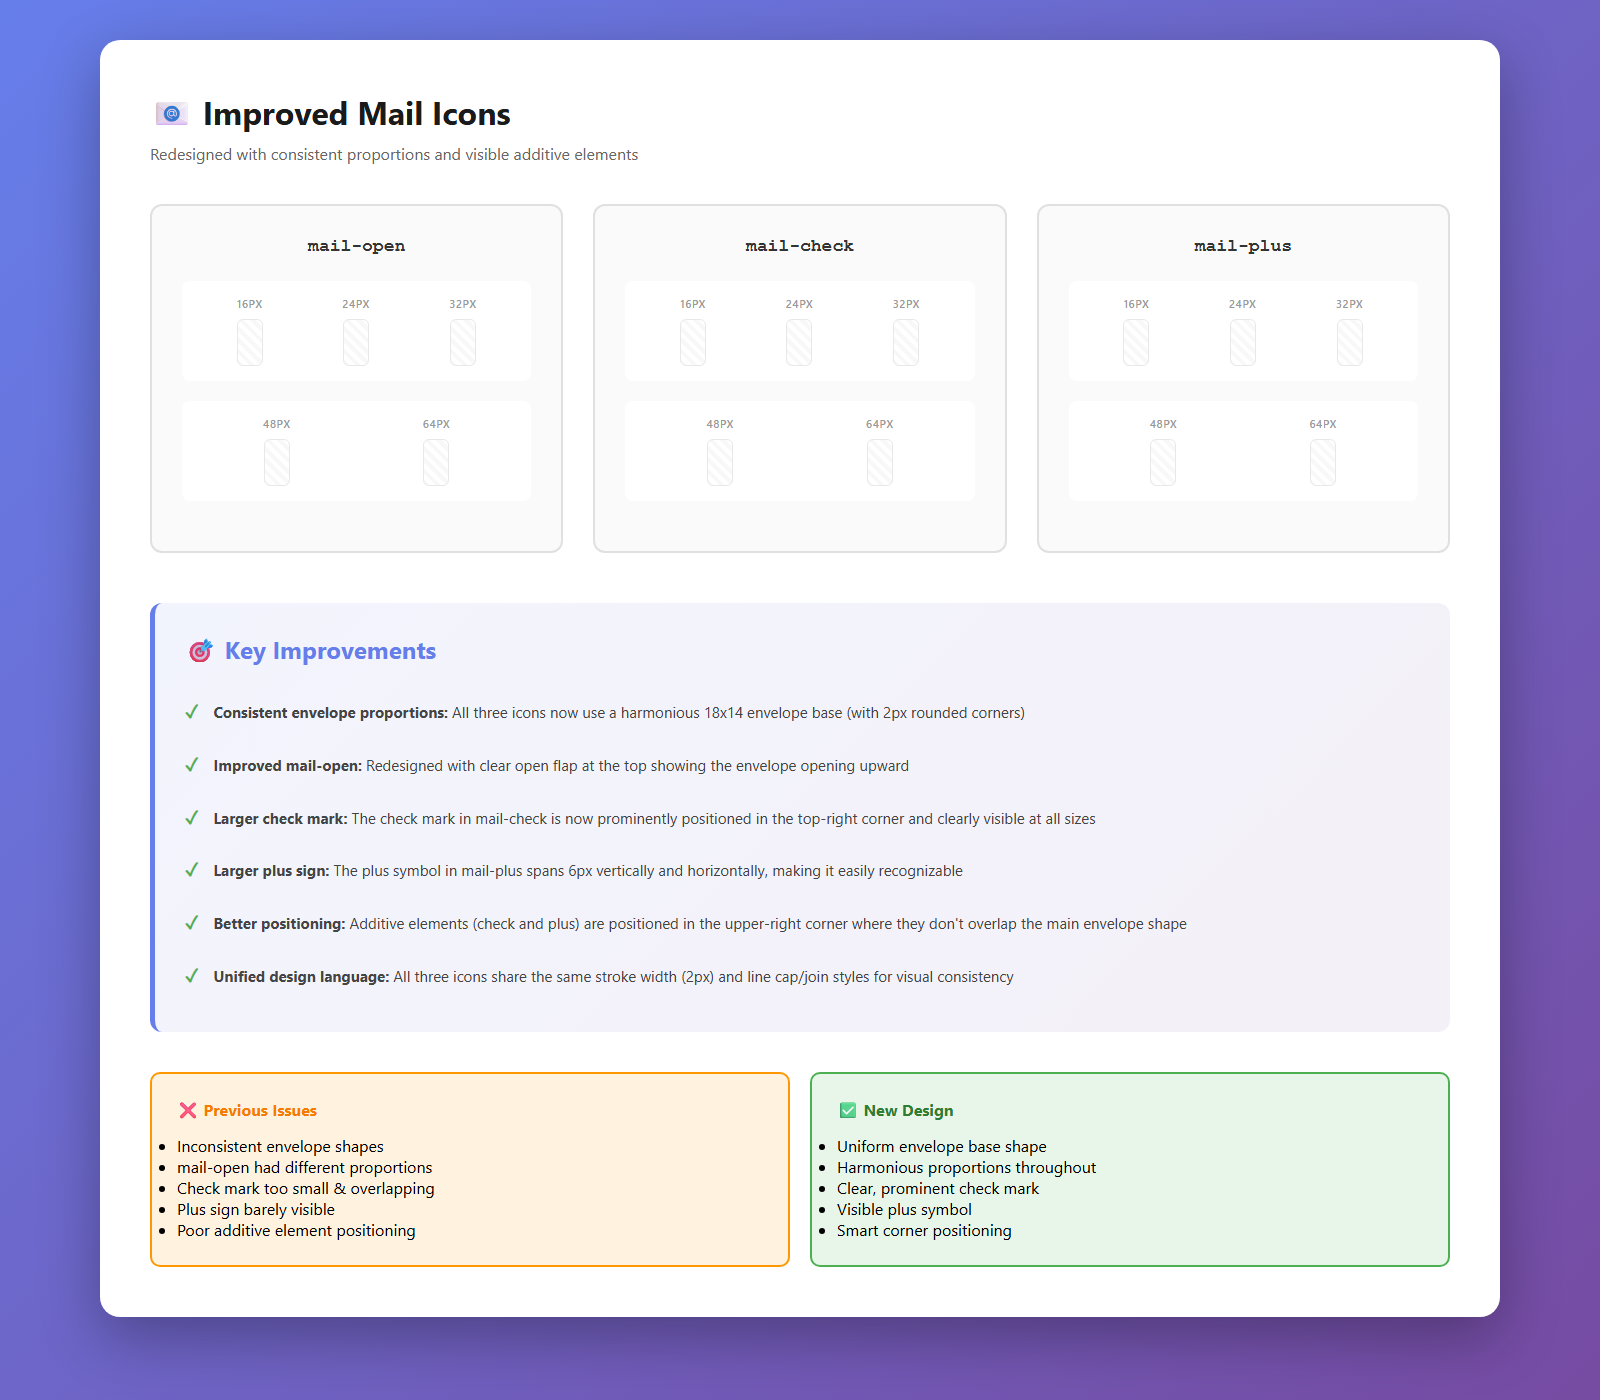 Improved Mail Icons
Redesigned with consistent proportions and visible additive elements
mail-open
16PX 24PX 32PX
48PX 64PX
mail-check
16PX 24PX 32PX
48PX 64PX
mail-plus
16PX 24PX 32PX
48PX 64PX
Key Improvements
✓ Consistent envelope proportions: All three icons now use a harmonious 18x14 envelope base (with 2px rounded corners)
✓ Improved mail-open: Redesigned with clear open flap at the top showing the envelope opening upward
✓ Larger check mark: The check mark in mail-check is now prominently positioned in the top-right corner and clearly visible at all sizes
✓ Larger plus sign: The plus symbol in mail-plus spans 6px vertically and horizontally, making it easily recognizable
✓ Better positioning: Additive elements (check and plus) are positioned in the upper-right corner where they don't overlap the main envelope shape
✓ Unified design language: All three icons share the same stroke width (2px) and line cap/join styles for visual consistency
❌ Previous Issues
• Inconsistent envelope shapes
• mail-open had different proportions
• Check mark too small & overlapping
• Plus sign barely visible
• Poor additive element positioning
✅ New Design
• Uniform envelope base shape
• Harmonious proportions throughout
• Clear, prominent check mark
• Visible plus symbol
• Smart corner positioning